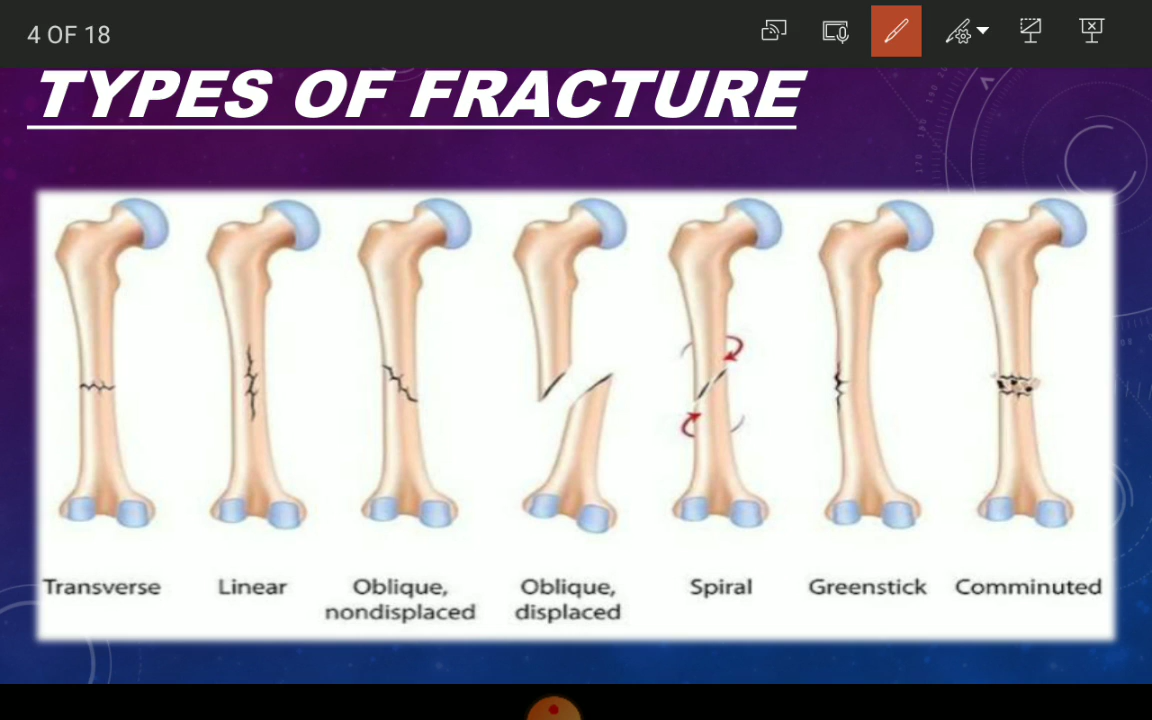 4 OF 18
TYPES OF FRACTURE
Transverse
Linear
Oblique,
nondisplaced
Oblique,
displaced
Spiral
Greenstick
Comminuted